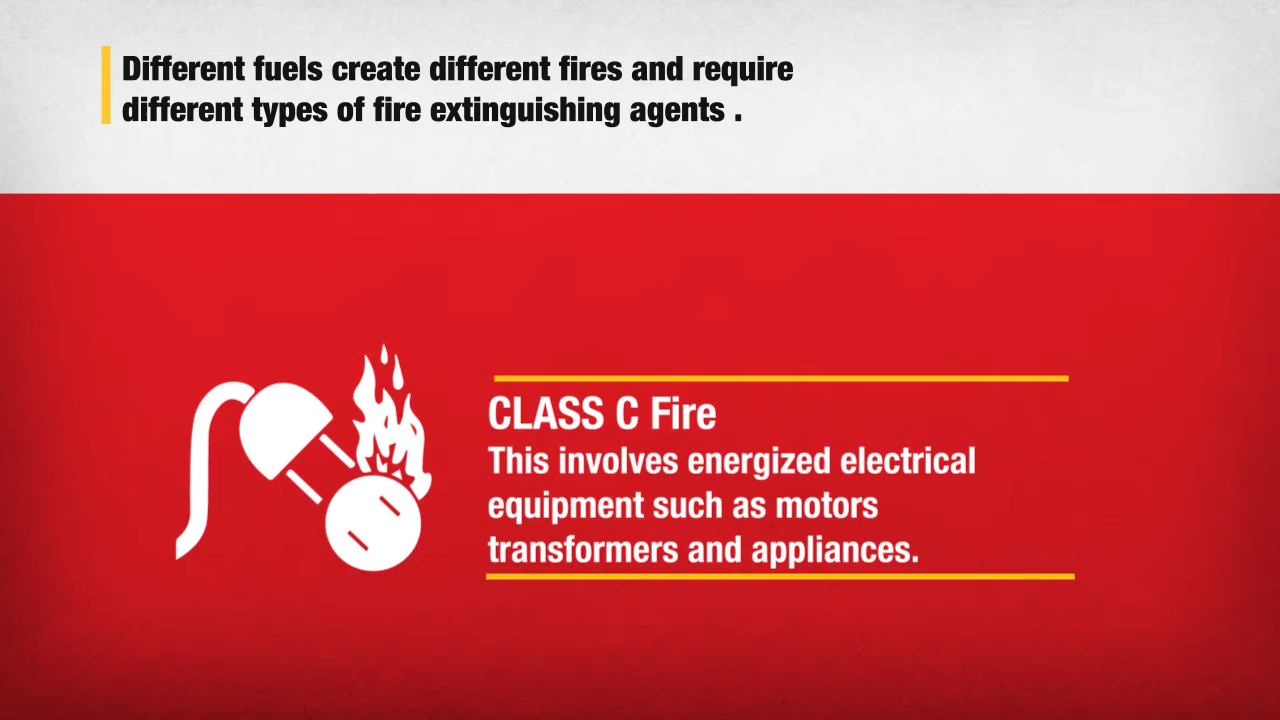 Different fuels create different fires and require
different types of fire extinguishing agents .
CLASS C Fire
This involves energized electrical
equipment such as motors
transformers and appliances.